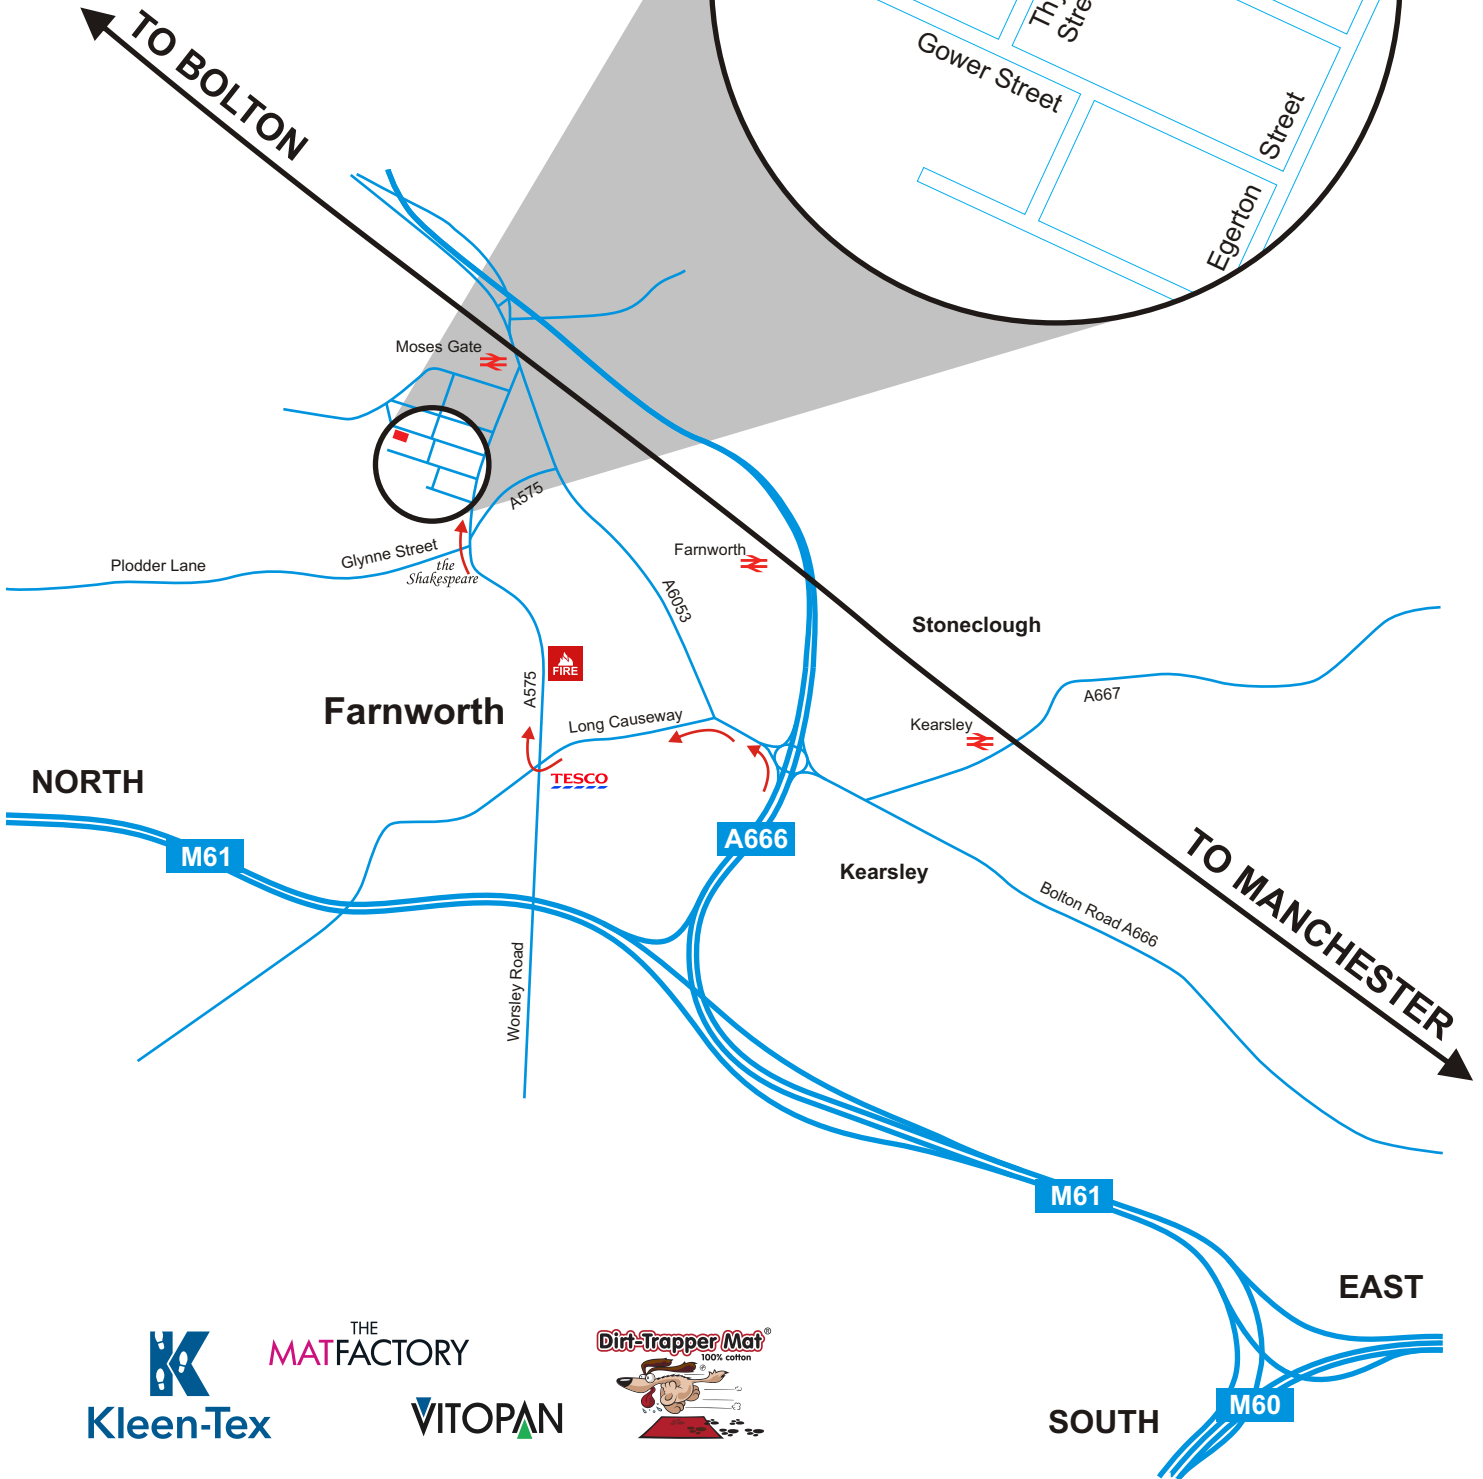 TO BOLTON
Gower Street
Street
Egerton
Moses Gate
A575
Plodder Lane
Glynne Street
the
Shakespeare
Farnworth
A6053
Stoneclough
FIRE
A575
Farnworth
Long Causeway
A667
Kearsley
TESCO
NORTH
M61
A666
Kearsley
TO MANCHESTER
Bolton Road A666
Worsley Road
M61
EAST
M60
SOUTH
Kleen-Tex
THE
MATFACTORY
VITOPAN
Dirt-Trapper Mat®
100% cotton